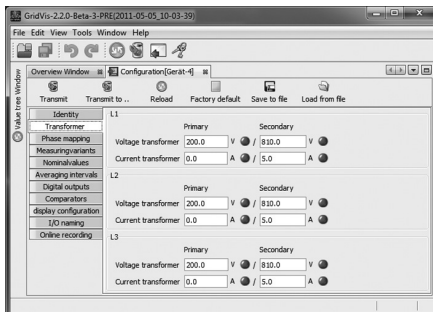 GridVis-2.2.0-Beta-3-PRE(2011-05-05_10-03-39)
File Edit View Tools Window Help
Value tree Window
Overview Window Configuration[Gerät-4]
Transmit Transmit to .. Reload Factory default Save to file Load from file
Identity
Transformer
Phase mapping
Measuringvariants
Nominalvalues
Averaging intervals
Digital outputs
Comparators
display configuration
I/O naming
Online recording
L1
Primary Secondary
Voltage transformer 200.0 V / 810.0 V
Current transformer 0.0 A / 5.0 A
L2
Primary Secondary
Voltage transformer 200.0 V / 810.0 V
Current transformer 0.0 A / 5.0 A
L3
Primary Secondary
Voltage transformer 200.0 V / 810.0 V
Current transformer 0.0 A / 5.0 A